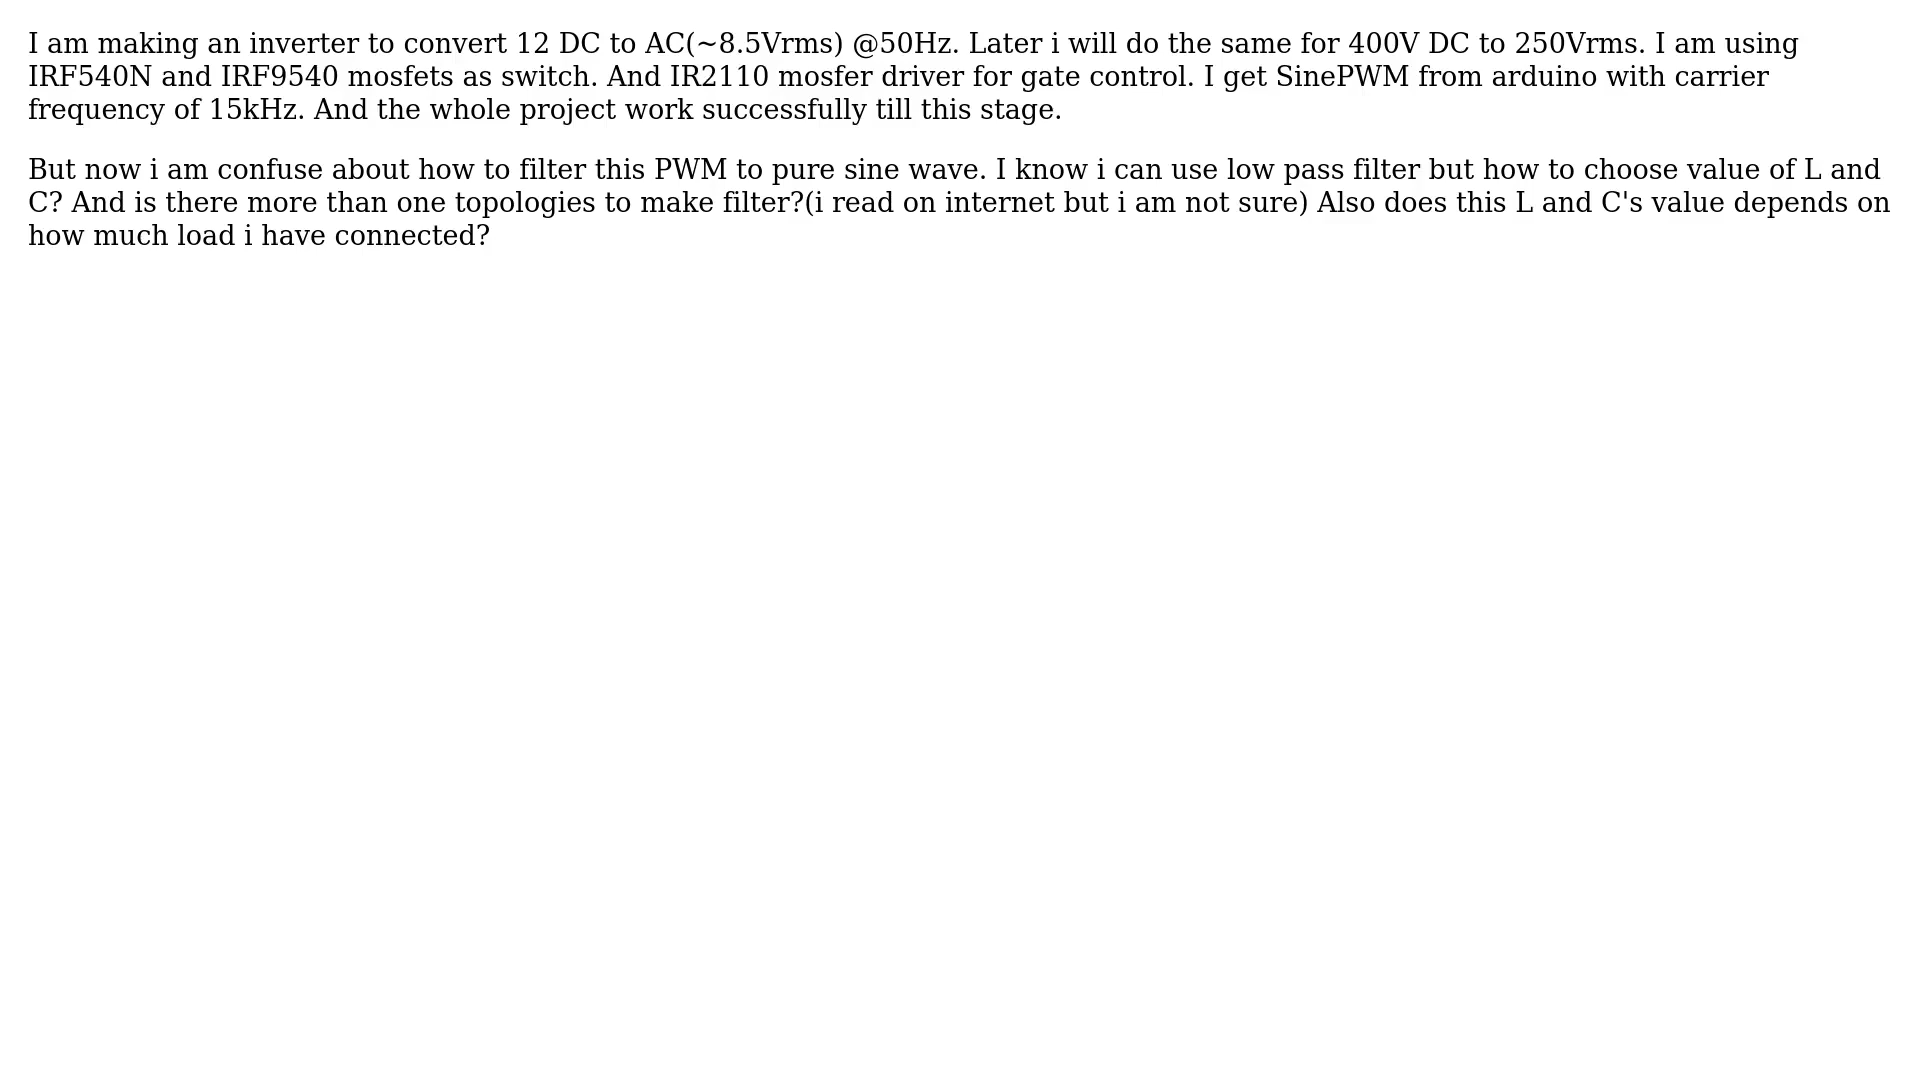 I am making an inverter to convert 12 DC to AC(~8.5Vrms) @50Hz. Later i will do the same for 400V DC to 250Vrms. I am using
IRF540N and IRF9540 mosfets as switch. And IR2110 mosfer driver for gate control. I get SinePWM from arduino with carrier
frequency of 15kHz. And the whole project work successfully till this stage.
But now i am confuse about how to filter this PWM to pure sine wave. I know i can use low pass filter but how to choose value of L and
C? And is there more than one topologies to make filter?(i read on internet but i am not sure) Also does this L and C's value depends on
how much load i have connected?